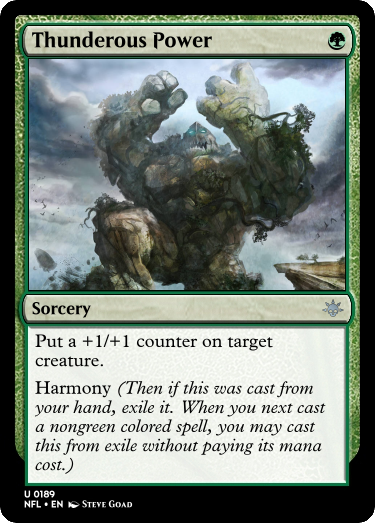 Thunderous Power
Sorcery
Put a +1/+1 counter on target
creature.
Harmony (Then if this was cast from
your hand, exile it. When you next cast
a nongreen colored spell, you may cast
this from exile without paying its mana
cost.)
U 0189
NFL • EN Steve Goad